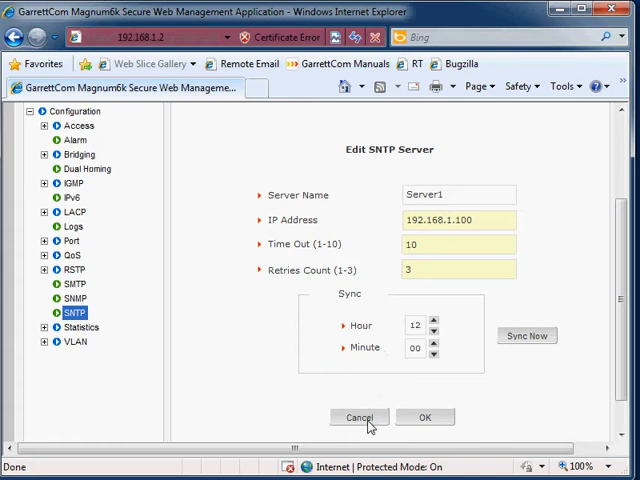 GarrettCom Magnum6k Secure Web Management Application - Windows Internet Explorer
192.168.1.2 Certificate Error Bing
Favorites Web Slice Gallery Remote Email GarrettCom Manuals RT Bugzilla
GarrettCom Magnum6k Secure Web Manageme... Page Safety Tools
Configuration
Access
Alarm
Bridging
Dual Homing
IGMP
IPv6
LACP
Logs
Port
QoS
RSTP
SMTP
SNMP
SNTP
Statistics
VLAN
Edit SNTP Server
Server Name Server1
IP Address 192.168.1.100
Time Out (1-10) 10
Retries Count (1-3) 3
Sync
Hour 12
Minute 00
Sync Now
Cancel OK
Done Internet | Protected Mode: On 100%